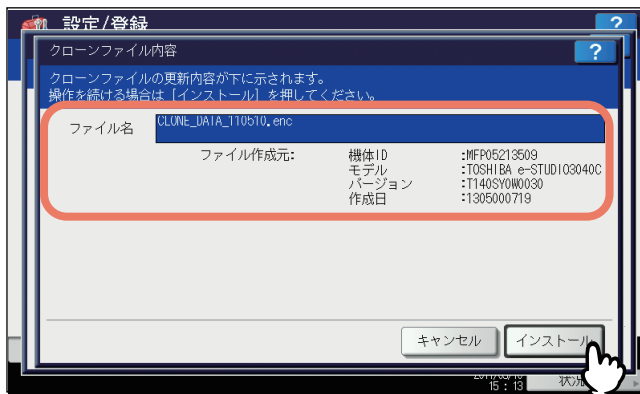 設定/登録
?
クローンファイル内容
?
クローンファイルの更新内容が下に示されます。
操作を続ける場合は［インストール］を押してください。
ファイル名
CLONE_DATA_110510.enc
ファイル作成元:
機体ID :MFP05213509
モデル :TOSHIBA e-STUDIO3040C
バージョン :T140SY0W0030
作成日 :1305000719
キャンセル
インストール
15 : 13
状況